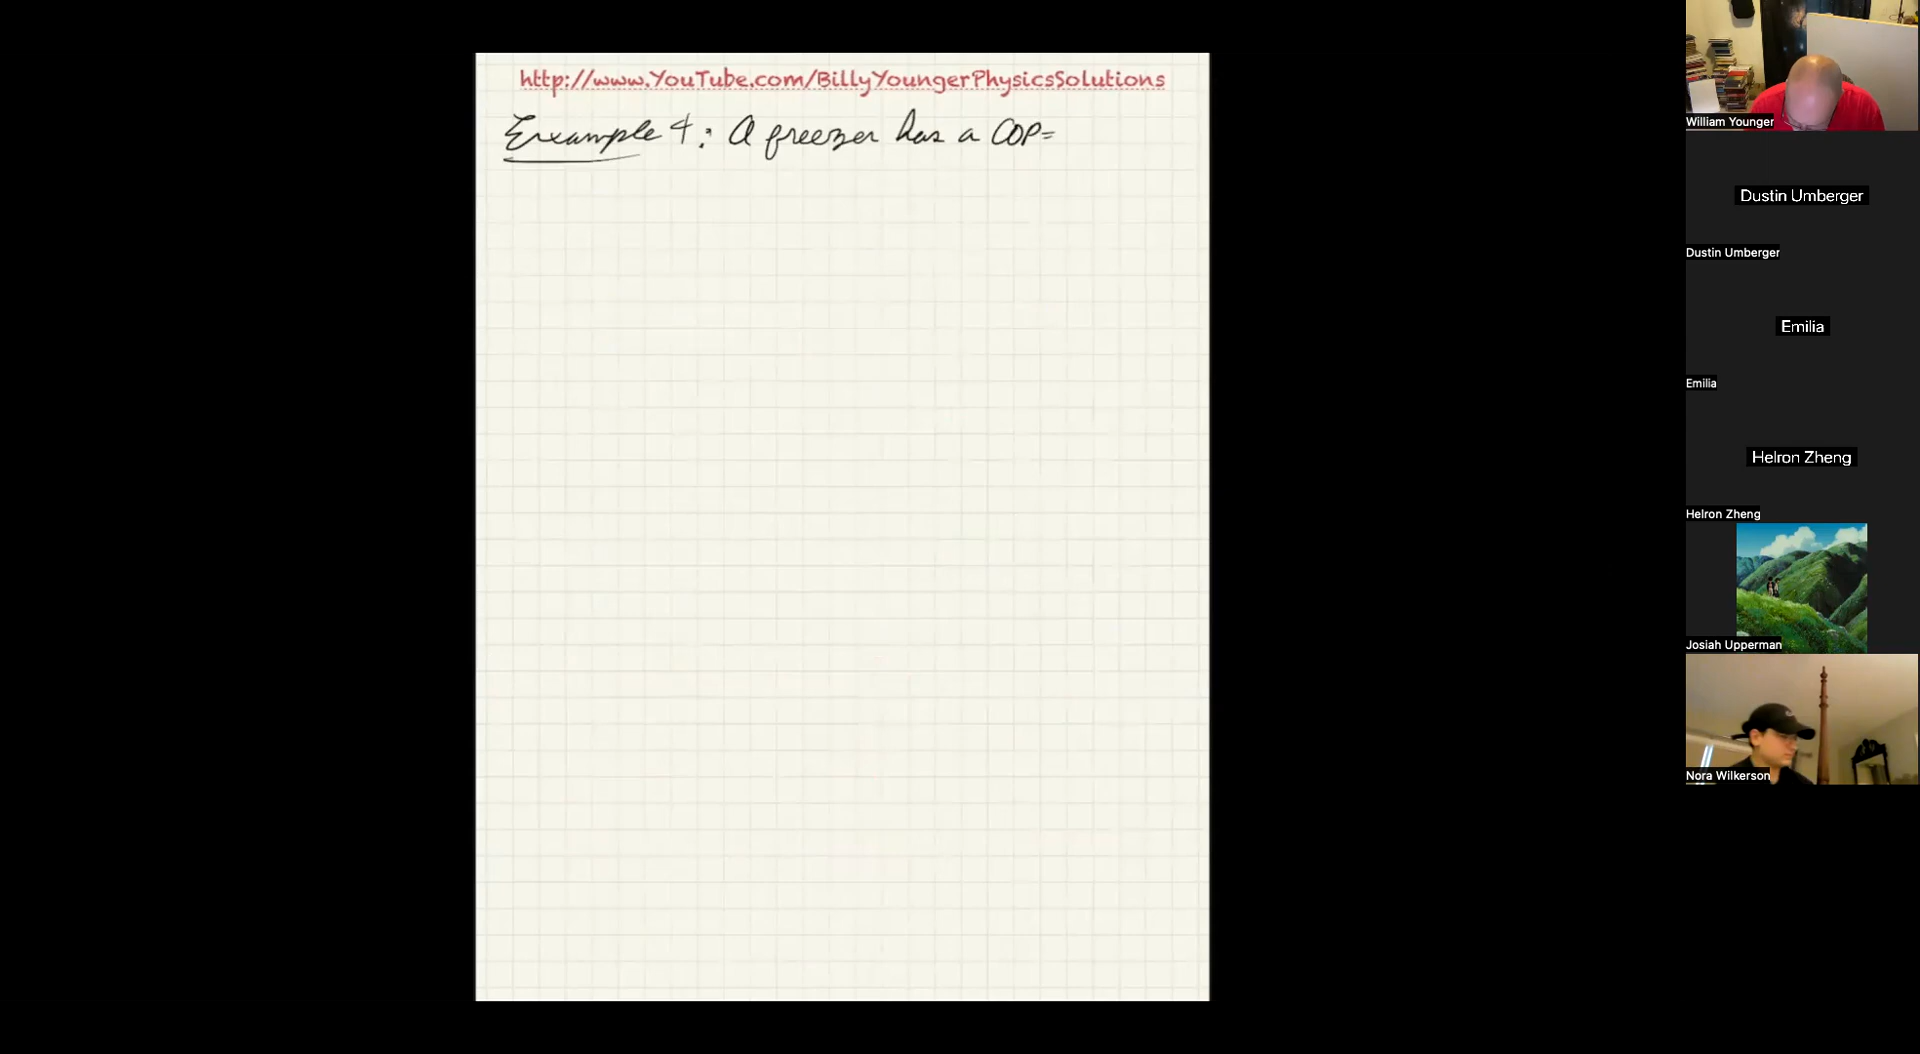 http://www.YouTube.com/BillyYoungerPhysicsSolutions
Example 4: A freezer has a COP=
William Younger
Dustin Umberger
Dustin Umberger
Emilia
Emilia
Helron Zheng
Helron Zheng
Josiah Upperman
Nora Wilkerson